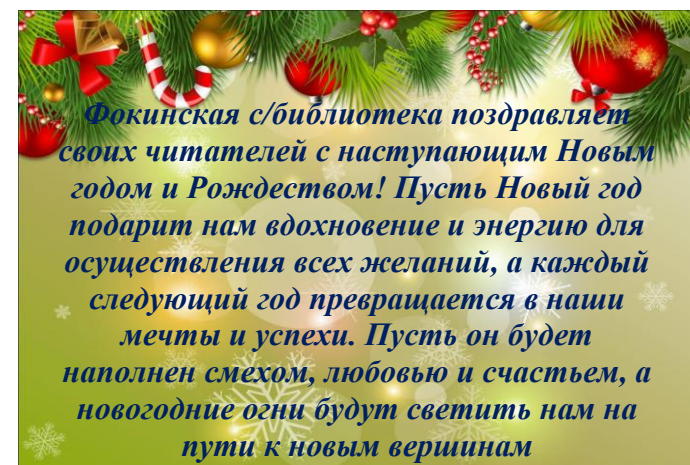 Фокинская с/библиотека поздравляет
своих читателей с наступающим Новым
годом и Рождеством! Пусть Новый год
подарит нам вдохновение и энергию для
осуществления всех желаний, а каждый
следующий год превращается в наши
мечты и успехи. Пусть он будет
наполнен смехом, любовью и счастьем, а
новогодние огни будут светить нам на
пути к новым вершинам